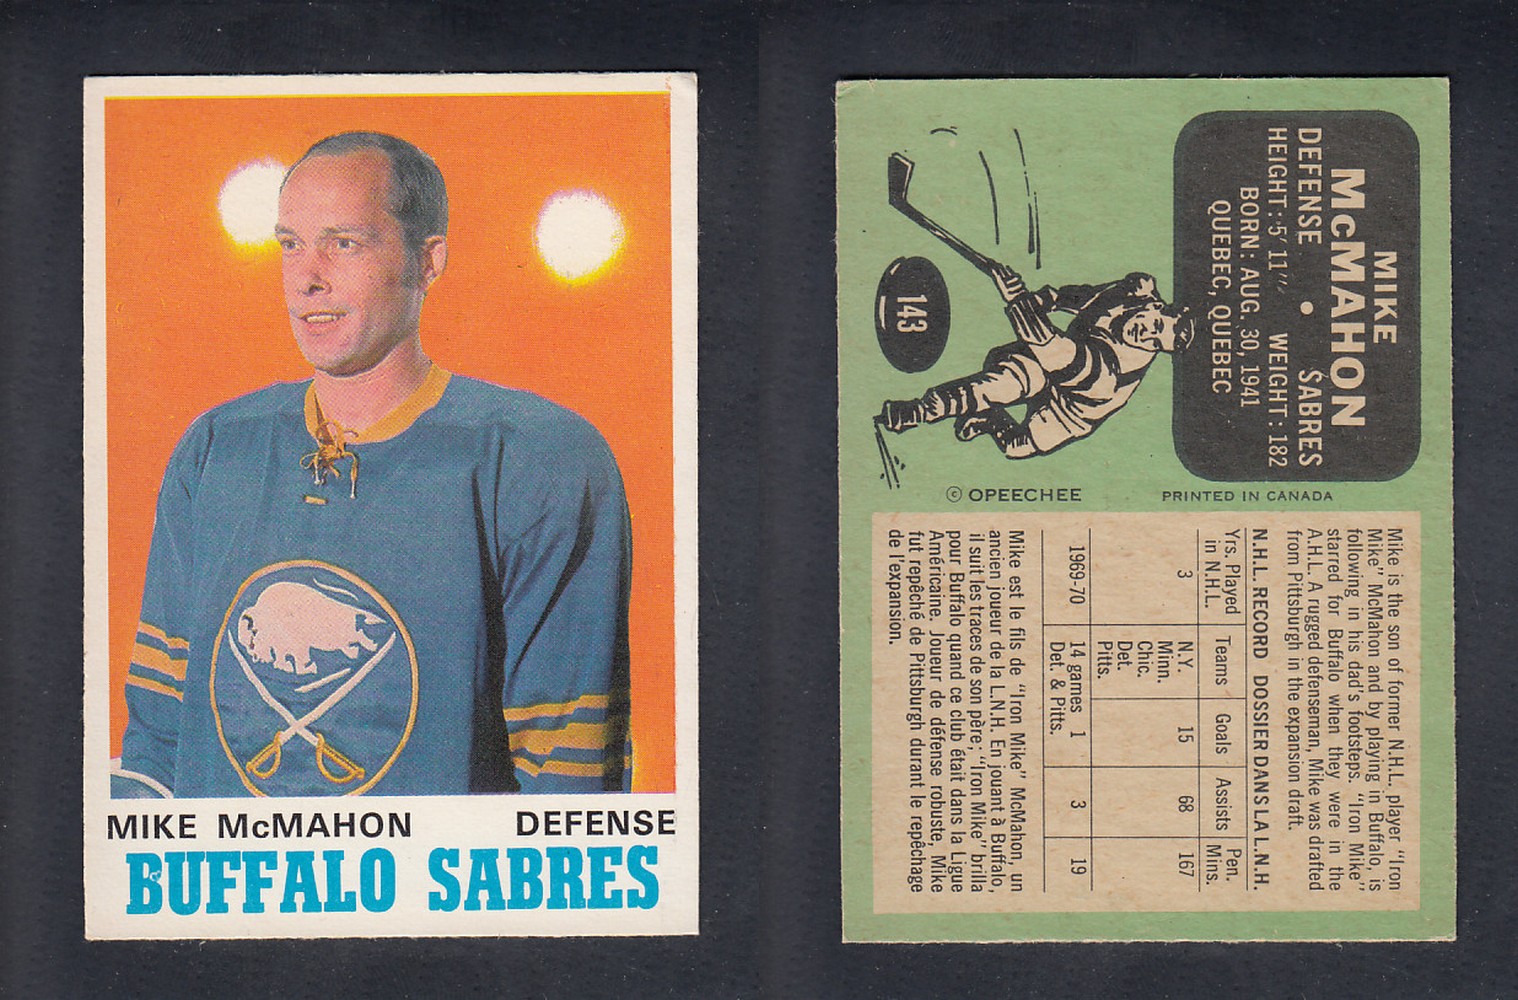 MIKE McMAHON DEFENSE
BUFFALO SABRES
MIKE
McMAHON
DEFENSE • SABRES
HEIGHT: 5' 11" WEIGHT: 182
BORN: AUG. 30, 1941
QUEBEC, QUEBEC
143
© OPEECHEE PRINTED IN CANADA
Mike is the son of former N.H.L. player "Iron
Mike" McMahon and by playing in Buffalo, is
following in his dad's footsteps. "Iron Mike"
starred for Buffalo when they were in the
A.H.L. A rugged defenseman, Mike was drafted
from Pittsburgh in the expansion draft.
N.H.L. RECORD DOSSIER DANS LA L.N.H.
Yrs. Played in N.H.L. Teams Goals Assists Pen. Mins.
3 N.Y. 15 68 167
Minn.
Chic.
Det.
Pitts.
1969-70 14 games 1 3 19
Det. & Pitts.
Mike est le fils de "Iron Mike" McMahon, un
ancien joueur de la L.N.H. En jouant à Buffalo,
il suit les traces de son père; "Iron Mike" brilla
pour Buffalo quand ce club était dans la Ligue
Américaine. Joueur de défense robuste, Mike
fut repêché de Pittsburgh durant le repêchage
de l'expansion.